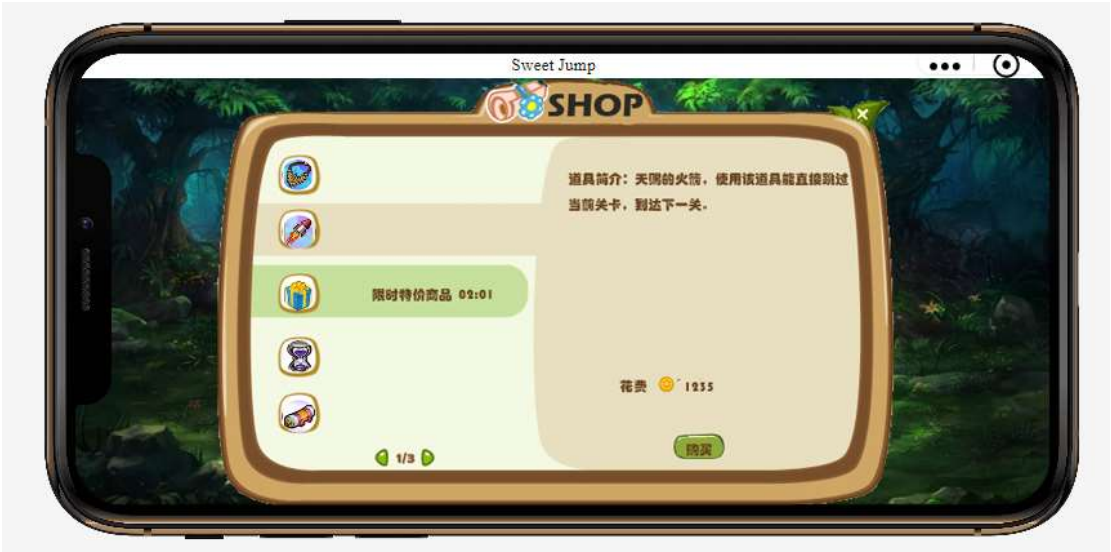 Sweet Jump
SHOP
道具简介：天赐的火箭，使用该道具能直接跳过
当前关卡，到达下一关。
限时特价商品 02:01
花费 1235
1/3
购买